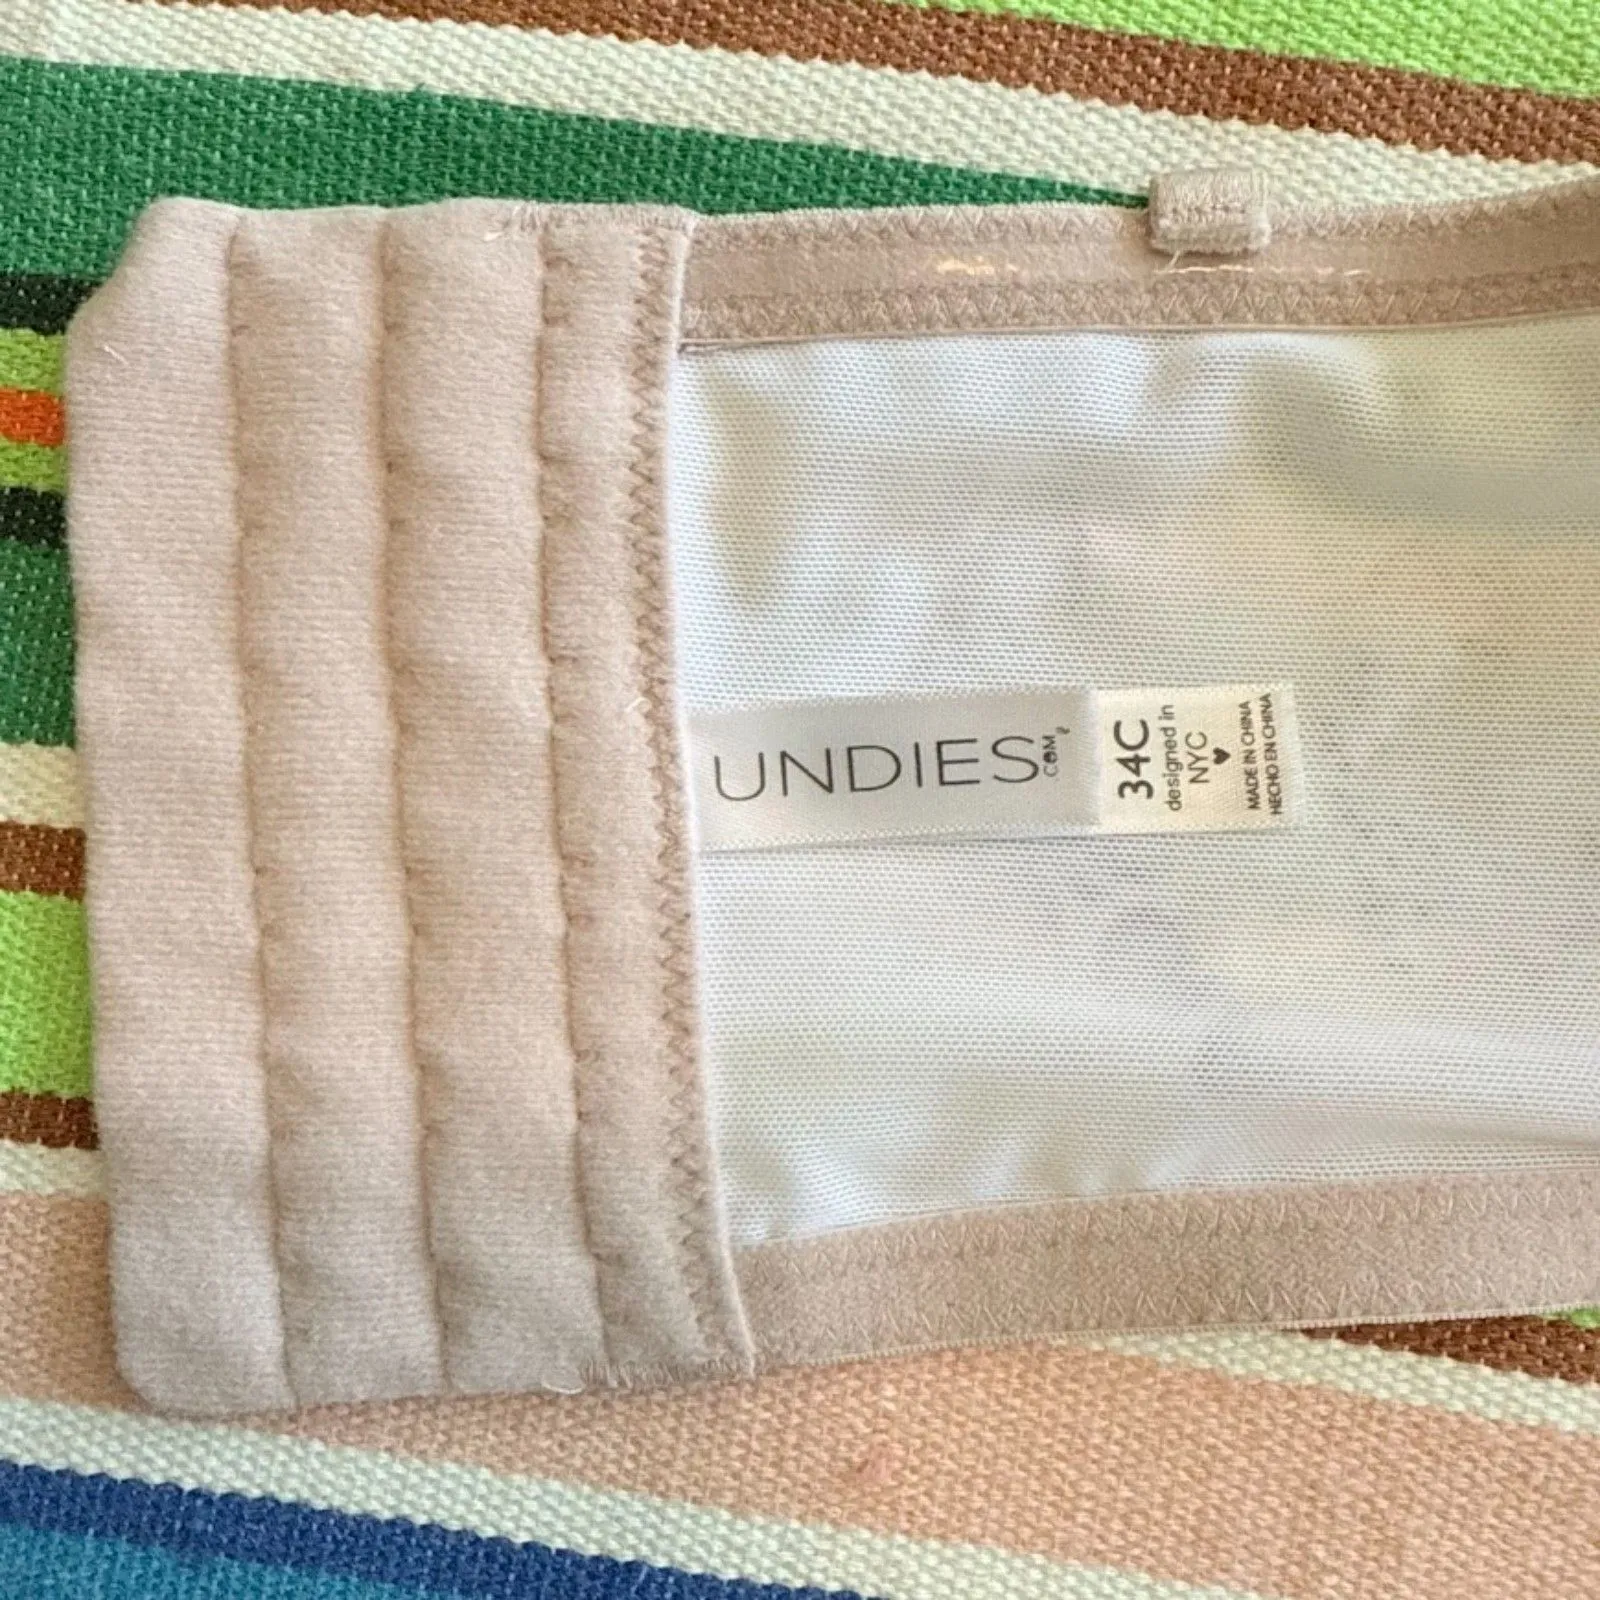 UNDIES.COM
34C
designed in
NYC
♥
MADE IN CHINA
HECHO EN CHINA